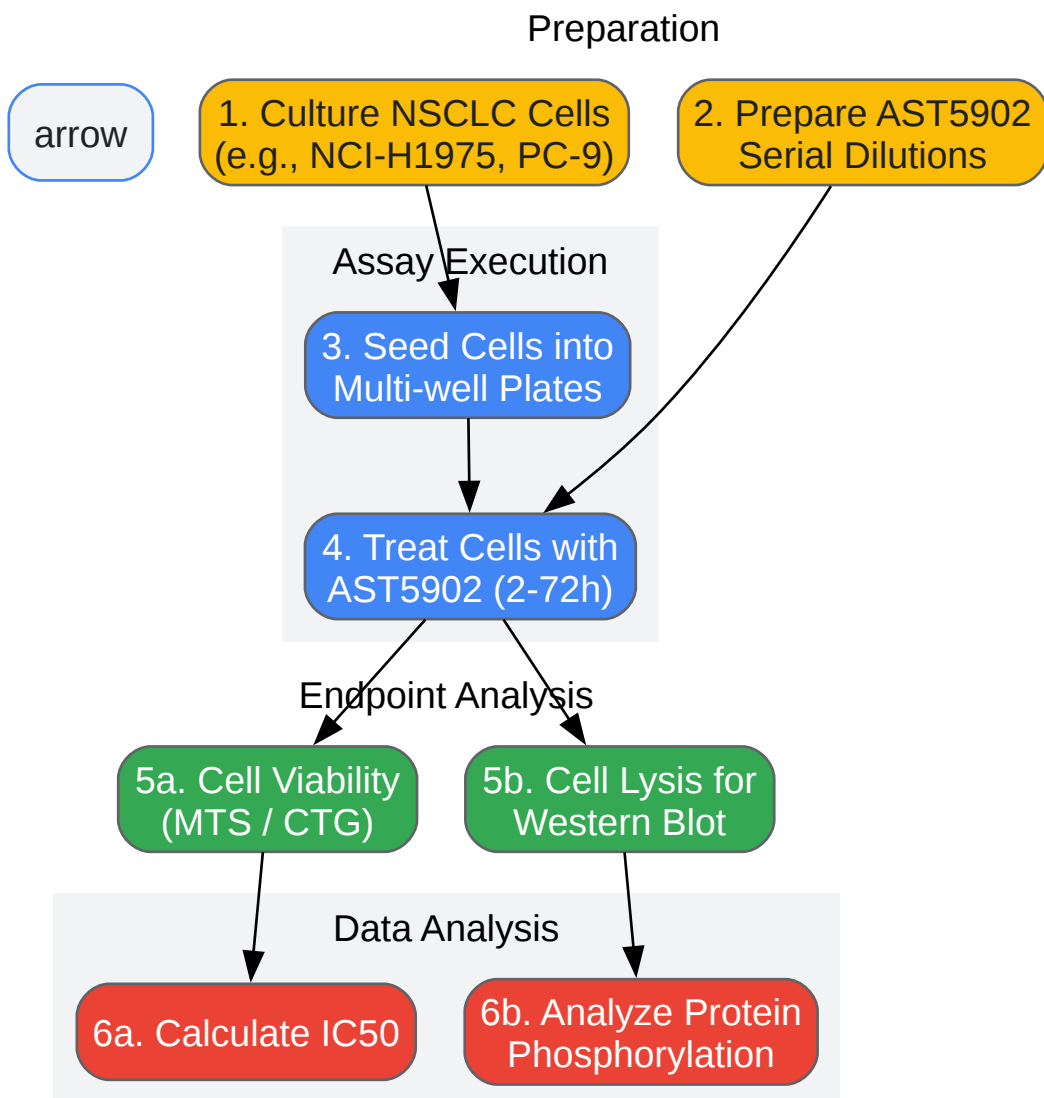 Preparation
arrow
1. Culture NSCLC Cells
(e.g., NCI-H1975, PC-9)
2. Prepare AST5902
Serial Dilutions
Assay Execution
3. Seed Cells into
Multi-well Plates
4. Treat Cells with
AST5902 (2-72h)
Endpoint Analysis
5a. Cell Viability
(MTS / CTG)
5b. Cell Lysis for
Western Blot
Data Analysis
6a. Calculate IC50
6b. Analyze Protein
Phosphorylation